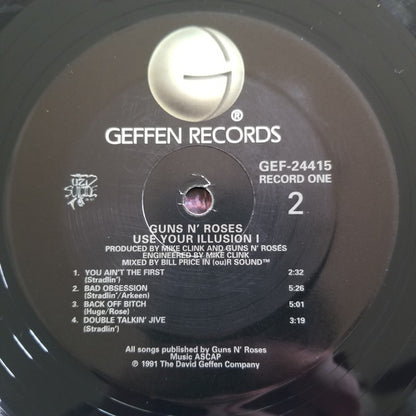 ®
GEFFEN RECORDS
GEF-24415
RECORD ONE
2
GUNS N' ROSES
USE YOUR ILLUSION I
PRODUCED BY MIKE CLINK AND GUNS N' ROSES
ENGINEERED BY MIKE CLINK
MIXED BY BILL PRICE IN (ou)R SOUND™
1. YOU AIN'T THE FIRST 2:32
(Stradlin')
2. BAD OBSESSION 5:26
(Stradlin'/Arkeen)
3. BACK OFF BITCH 5:01
(Huge/Rose)
4. DOUBLE TALKIN' JIVE 3:19
(Stradlin')
All songs published by Guns N' Roses
Music ASCAP
℗ 1991 The David Geffen Company